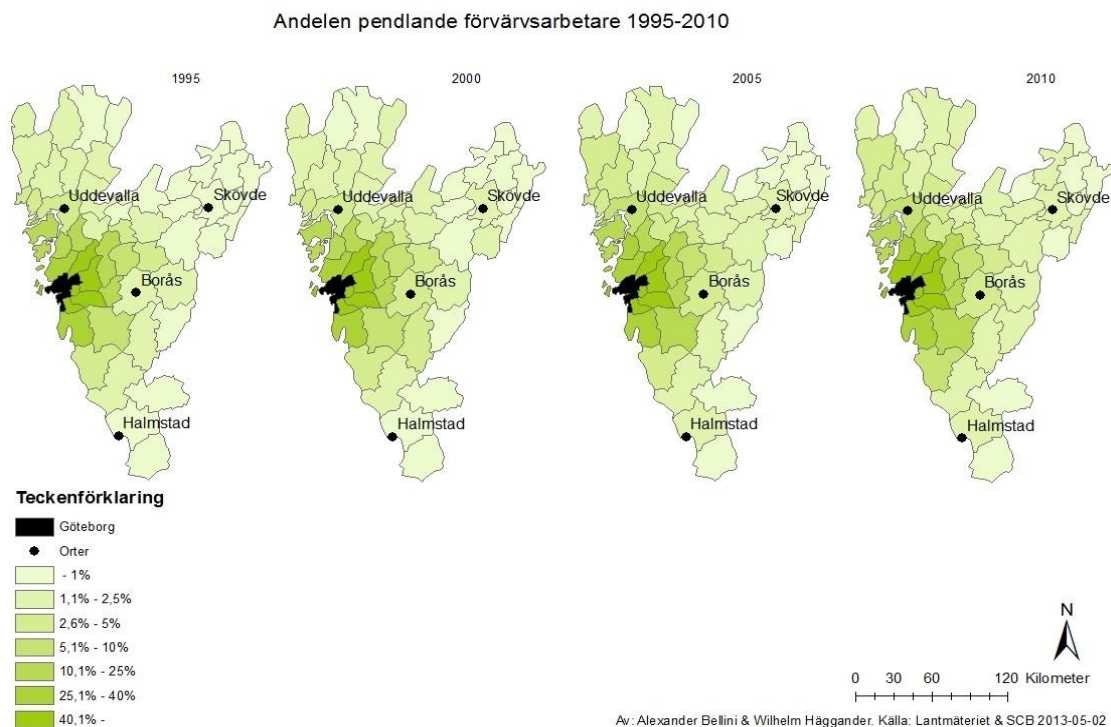 Andelen pendlande förvärvsarbetare 1995-2010
1995
2000
2005
2010
Uddevalla
Skövde
Borås
Halmstad
Uddevalla
Skövde
Borås
Halmstad
Uddevalla
Skövde
Borås
Halmstad
Uddevalla
Skövde
Borås
Halmstad
Teckenförklaring
Göteborg
Orter
- 1%
1,1% - 2,5%
2,6% - 5%
5,1% - 10%
10,1% - 25%
25,1% - 40%
40,1% -
N
0 30 60 120 Kilometer
Av: Alexander Bellini & Wilhelm Häggander. Källa: Lantmäteriet & SCB 2013-05-02